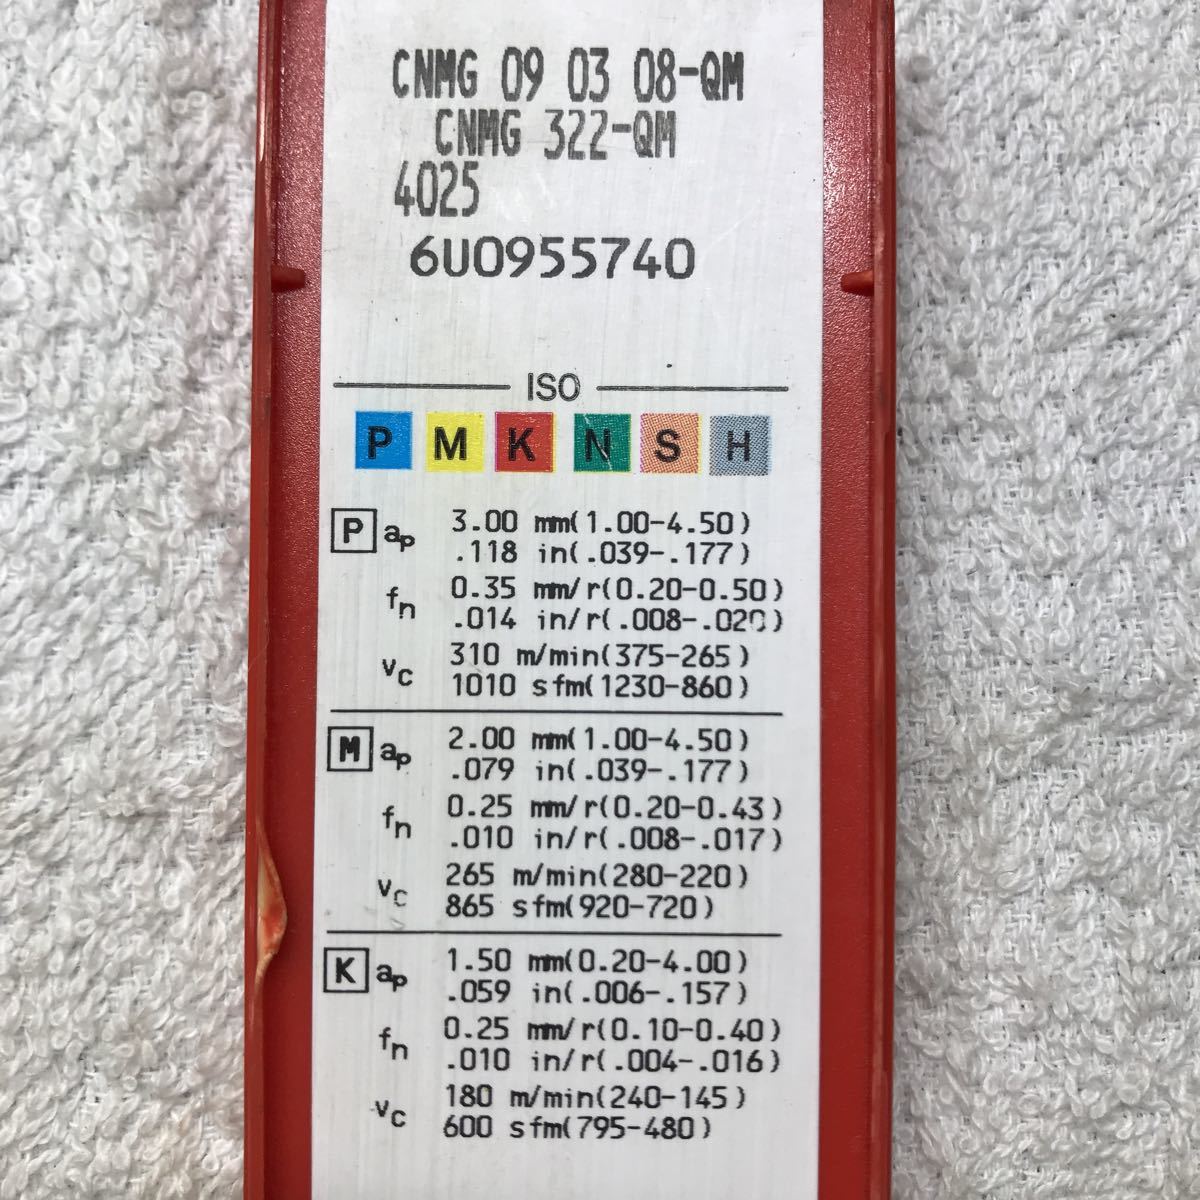 CNMG 09 03 08-QM
CNMG 322-QM
4025
6U0955740
ISO
P M K N S H
P ap 3.00 mm(1.00-4.50)
.118 in(.039-.177)
fn 0.35 mm/r(0.20-0.50)
.014 in/r(.008-.020)
vc 310 m/min(375-265)
1010 sfm(1230-860)
M ap 2.00 mm(1.00-4.50)
.079 in(.039-.177)
fn 0.25 mm/r(0.20-0.43)
.010 in/r(.008-.017)
vc 265 m/min(280-220)
865 sfm(920-720)
K ap 1.50 mm(0.20-4.00)
.059 in(.006-.157)
fn 0.25 mm/r(0.10-0.40)
.010 in/r(.004-.016)
vc 180 m/min(240-145)
600 sfm(795-480)